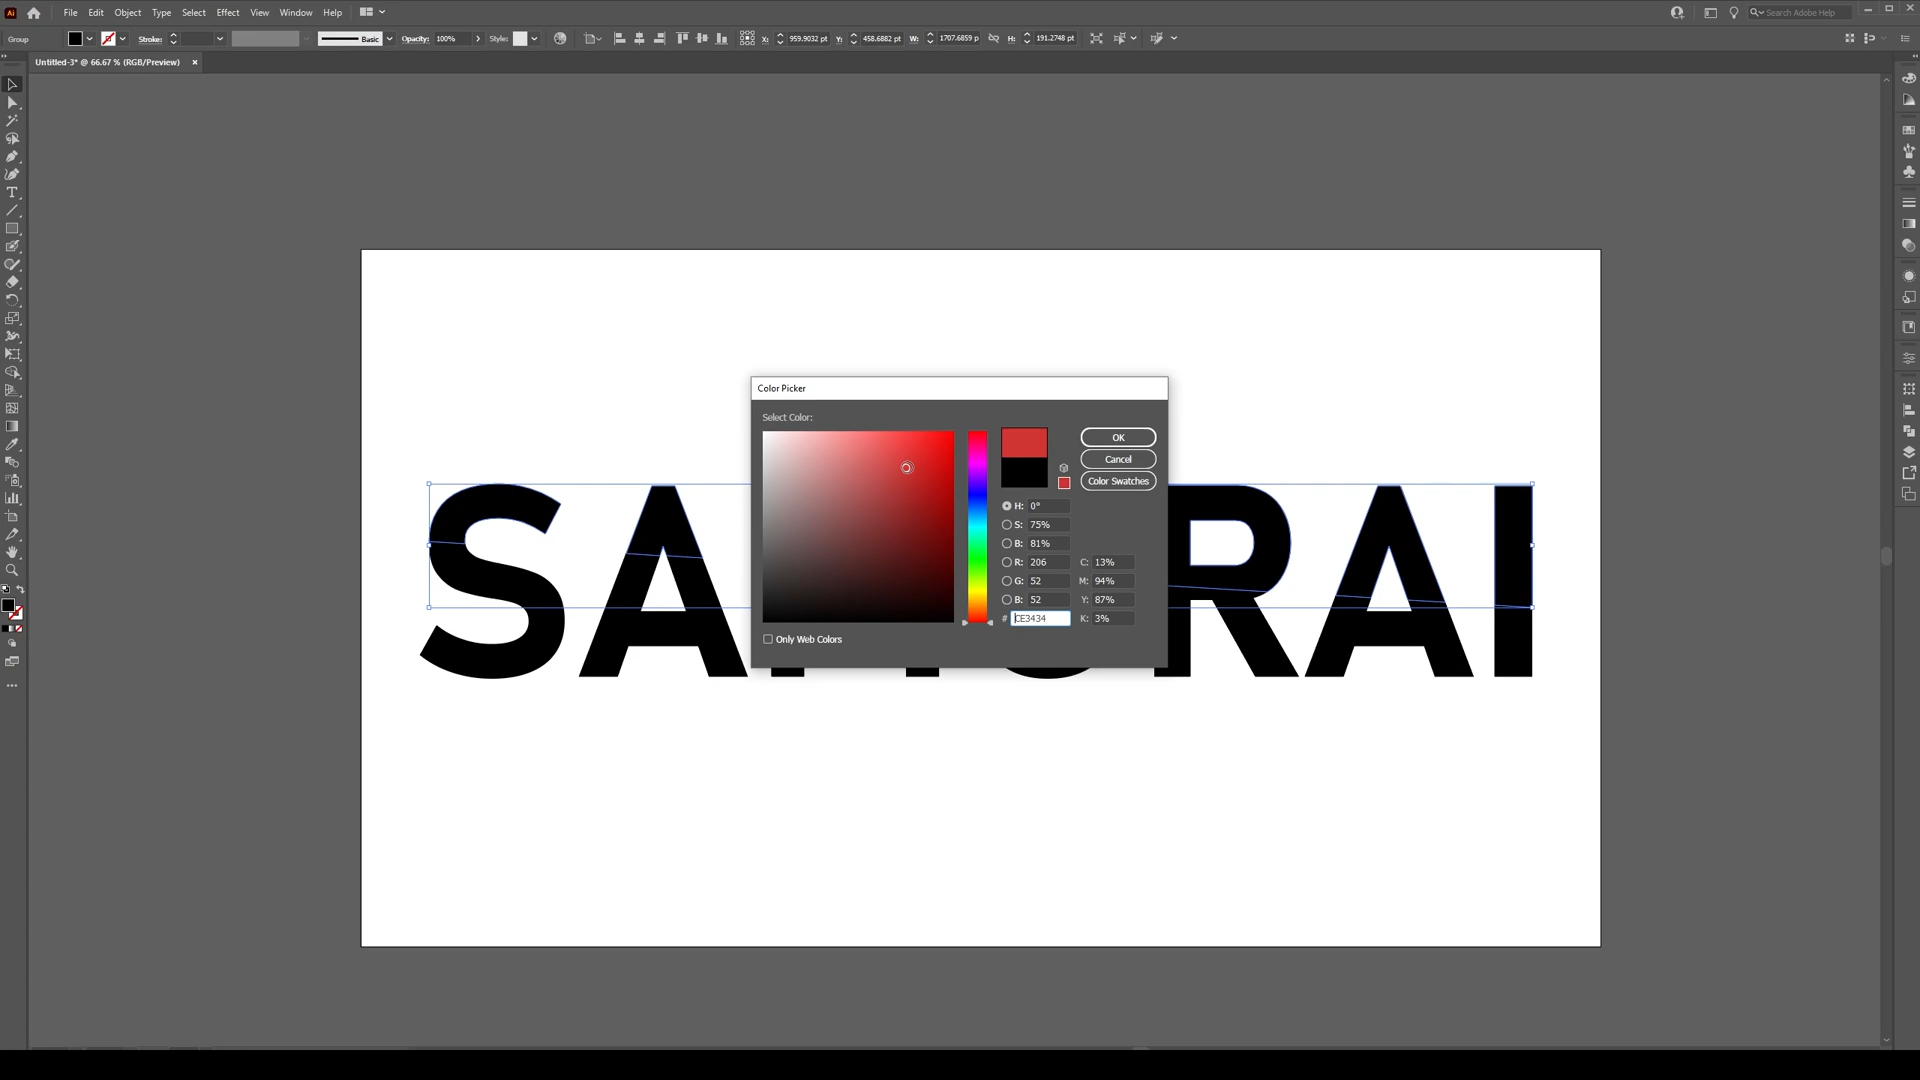 Ai File Edit Object Type Select Effect View Window Help Search Adobe Help
Group Stroke: Basic Opacity: 100% Style: X: 959.9032 pt Y: 458.6882 pt W: 1707.6859 p H: 191.2748 pt
Untitled-3* @ 66.67 % (RGB/Preview) ×
Color Picker
Select Color:
OK
Cancel
Color Swatches
H: 0°
S: 75%
B: 81%
R: 206 C: 13%
G: 52 M: 94%
B: 52 Y: 87%
# CE3434 K: 3%
Only Web Colors
SA RAI